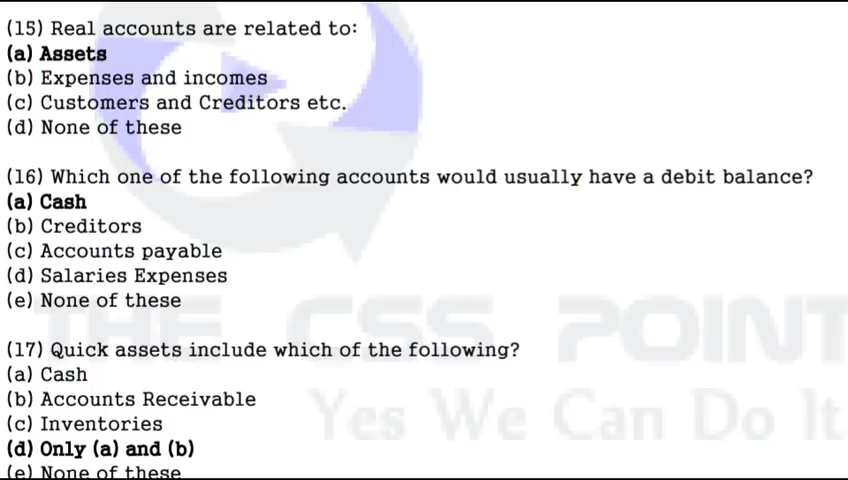 (15) Real accounts are related to:
(a) Assets
(b) Expenses and incomes
(c) Customers and Creditors etc.
(d) None of these
(16) Which one of the following accounts would usually have a debit balance?
(a) Cash
(b) Creditors
(c) Accounts payable
(d) Salaries Expenses
(e) None of these
(17) Quick assets include which of the following?
(a) Cash
(b) Accounts Receivable
(c) Inventories
(d) Only (a) and (b)
(e) None of these
THE CSS POINT
Yes We Can Do It